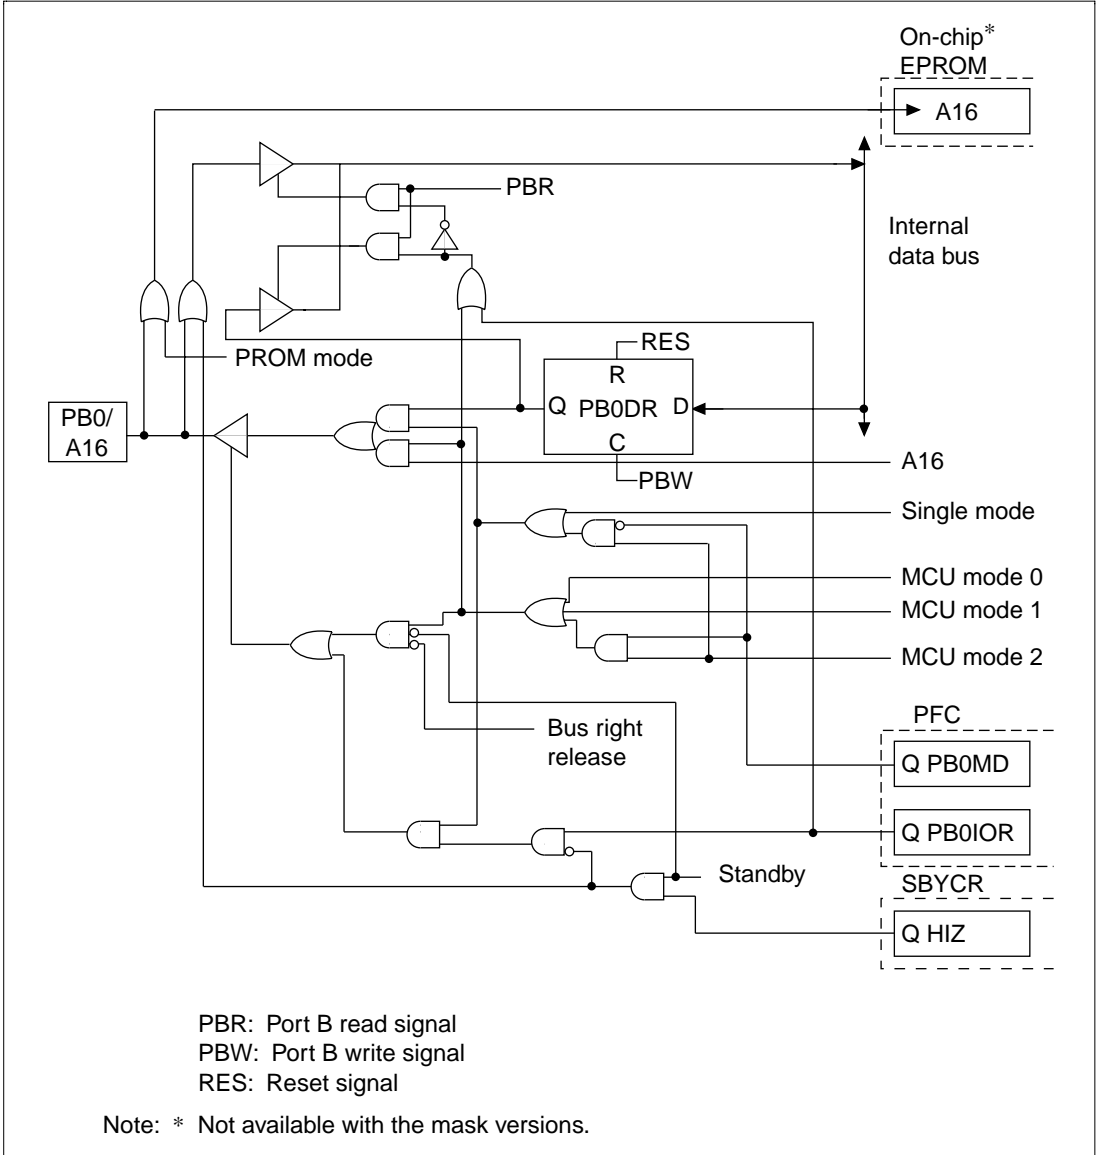 On-chip*
EPROM
A16
PBR
Internal
data bus
RES
PROM mode
R
Q PB0DR D
C
PB0/
A16
PBW
A16
Single mode
MCU mode 0
MCU mode 1
MCU mode 2
PFC
Bus right
release
Q PB0MD
Q PB0IOR
Standby
SBYCR
Q HIZ
PBR: Port B read signal
PBW: Port B write signal
RES: Reset signal
Note: * Not available with the mask versions.